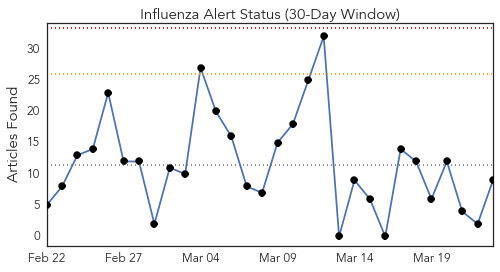 Influenza Alert Status (30-Day Window)
Articles Found
30
25
20
15
10
5
0
Feb 22 Feb 27 Mar 04 Mar 09 Mar 14 Mar 19